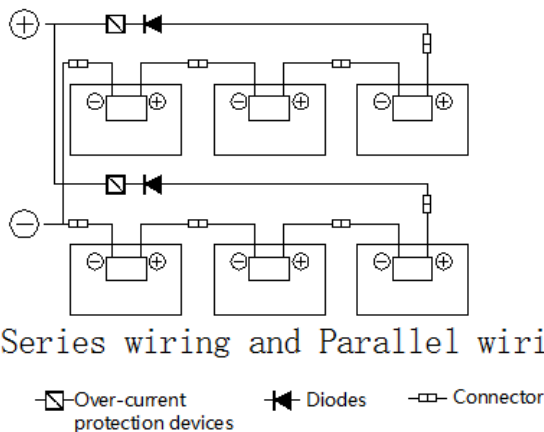 Series wiring and Parallel wiri
Over-current
protection devices
Diodes
Connector